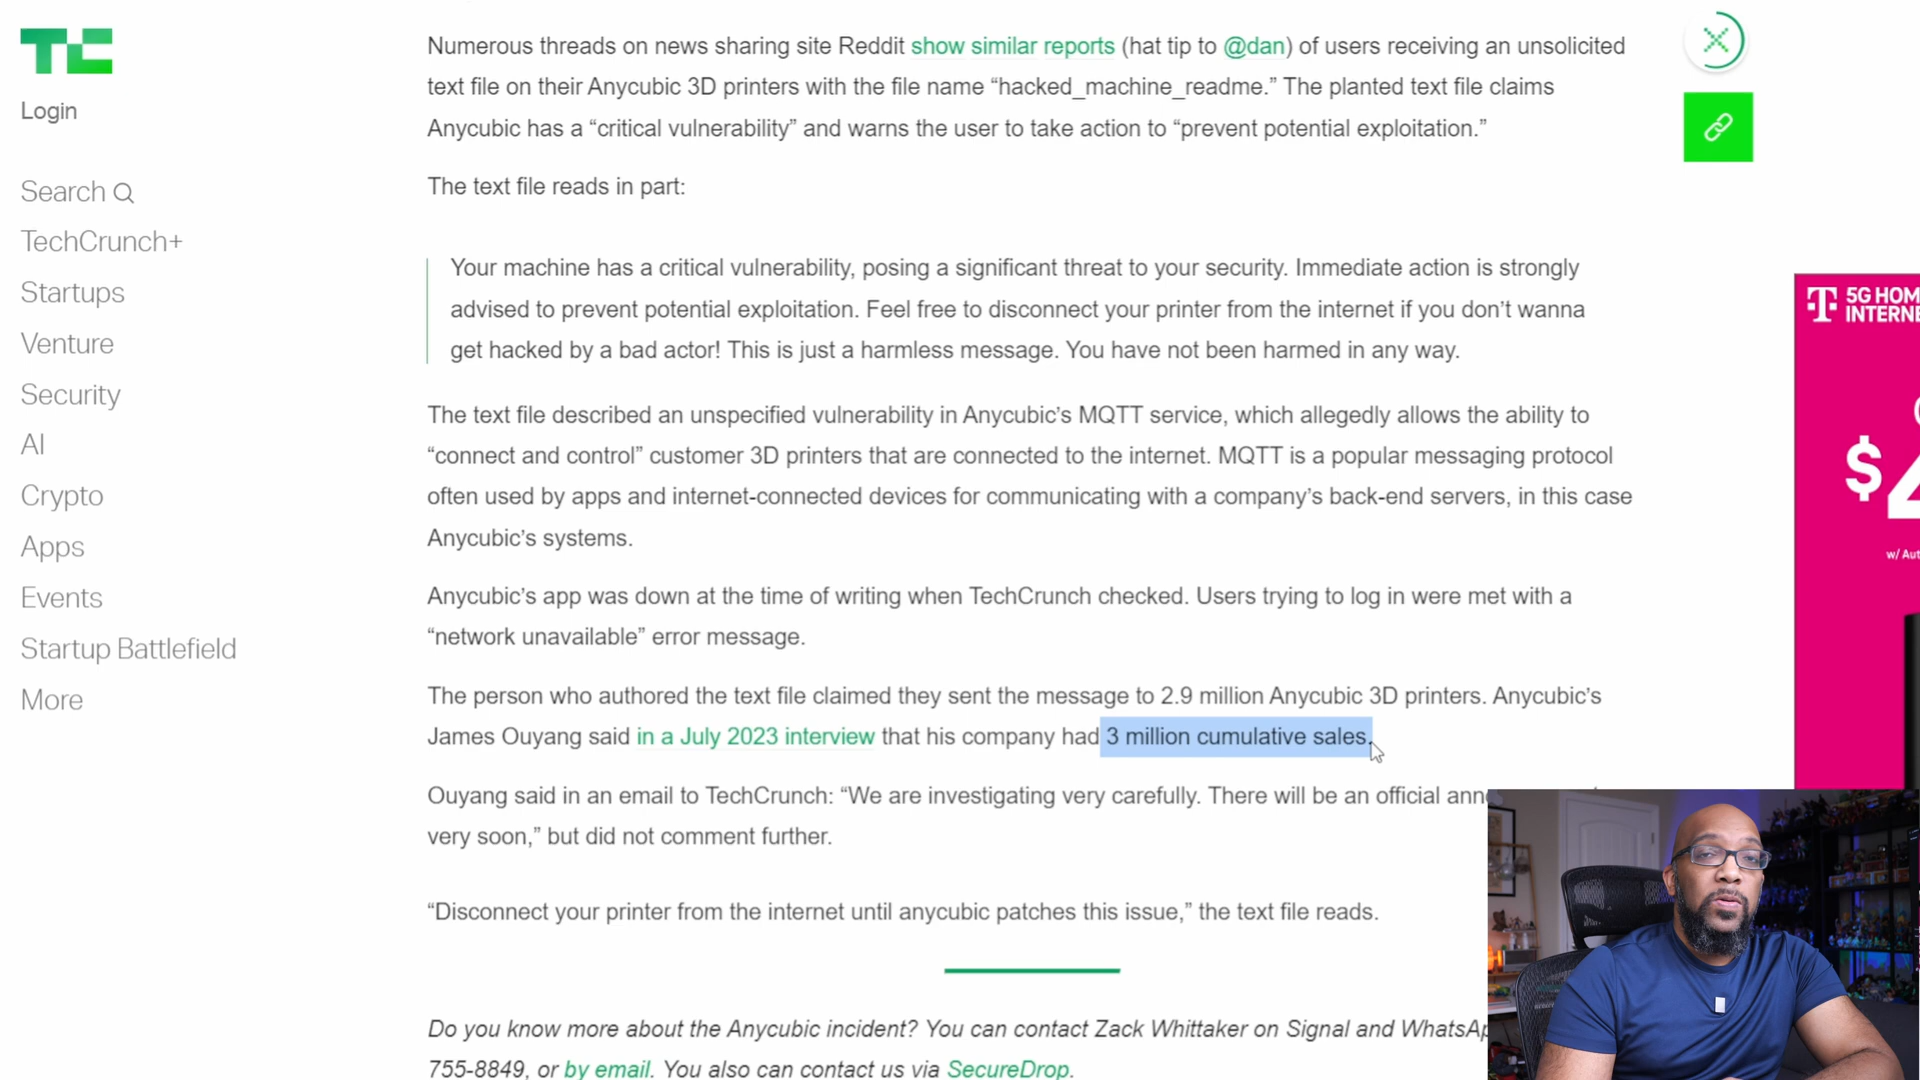 TC
Login
Search
TechCrunch+
Startups
Venture
Security
AI
Crypto
Apps
Events
Startup Battlefield
More
Numerous threads on news sharing site Reddit show similar reports (hat tip to @dan) of users receiving an unsolicited
text file on their Anycubic 3D printers with the file name “hacked_machine_readme.” The planted text file claims
Anycubic has a “critical vulnerability” and warns the user to take action to “prevent potential exploitation.”
The text file reads in part:
Your machine has a critical vulnerability, posing a significant threat to your security. Immediate action is strongly
advised to prevent potential exploitation. Feel free to disconnect your printer from the internet if you don’t wanna
get hacked by a bad actor! This is just a harmless message. You have not been harmed in any way.
The text file described an unspecified vulnerability in Anycubic’s MQTT service, which allegedly allows the ability to
“connect and control” customer 3D printers that are connected to the internet. MQTT is a popular messaging protocol
often used by apps and internet-connected devices for communicating with a company’s back-end servers, in this case
Anycubic’s systems.
Anycubic’s app was down at the time of writing when TechCrunch checked. Users trying to log in were met with a
“network unavailable” error message.
The person who authored the text file claimed they sent the message to 2.9 million Anycubic 3D printers. Anycubic’s
James Ouyang said in a July 2023 interview that his company had 3 million cumulative sales.
Ouyang said in an email to TechCrunch: “We are investigating very carefully. There will be an official
very soon,” but did not comment further.
“Disconnect your printer from the internet until anycubic patches this issue,” the text file reads.
Do you know more about the Anycubic incident? You can contact Zack Whittaker on Signal and
755-8849, or by email. You also can contact us via SecureDrop.
T 5G HOM
INTERNE
$
w/ Aut